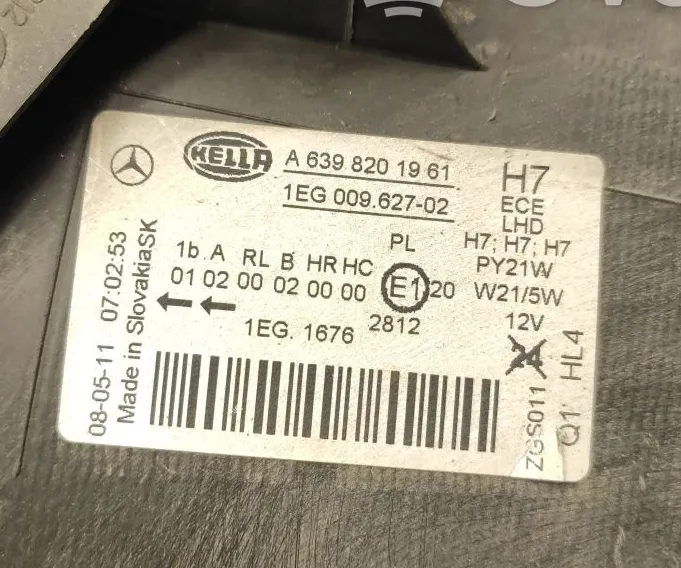 HELLA
A 639 820 19 61
1EG 009.627-02
H7
ECE
LHD
H7; H7; H7
PY21W
W21/5W
12V
24
PL
1b A RL B HR HC
01 02 00 02 00 00 E1 20
1EG. 1676 2812
08-05-11 07:02:53
Made in SlovakiaSK
ZGS011
Q1' HL4